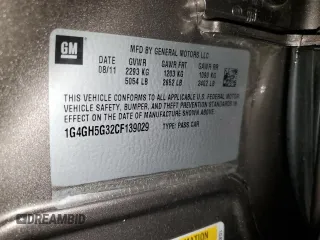 GM
MFD BY GENERAL MOTORS LLC
DATE GVWR GAWR FRT GAWR RR
08/11 2293 KG 1203 KG 1090 KG
5054 LB 2652 LB 2402 LB
THIS VEHICLE CONFORMS TO ALL APPLICABLE U.S. FEDERAL MOTOR
VEHICLE SAFETY, BUMPER, AND THEFT PREVENTION STANDARDS IN
EFFECT ON THE DATE OF MANUFACTURE SHOWN ABOVE.
1G4GH5G32CF139029 TYPE: PASS CAR
DREAMBID